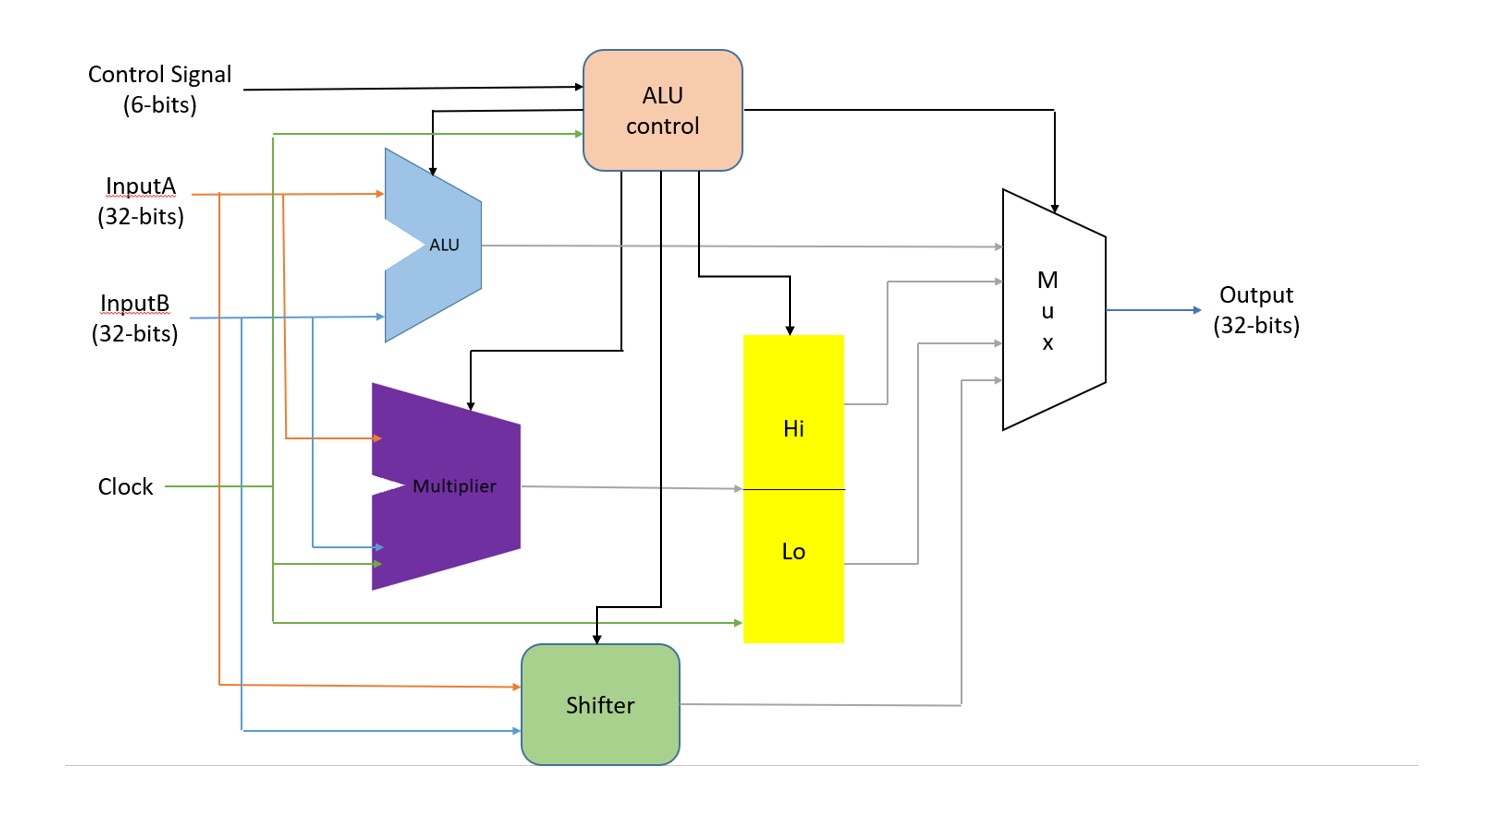 Control Signal
(6-bits)
ALU
control
InputA
(32-bits)
ALU
InputB
(32-bits)
M
u
x
Output
(32-bits)
Hi
Clock
Multiplier
Lo
Shifter